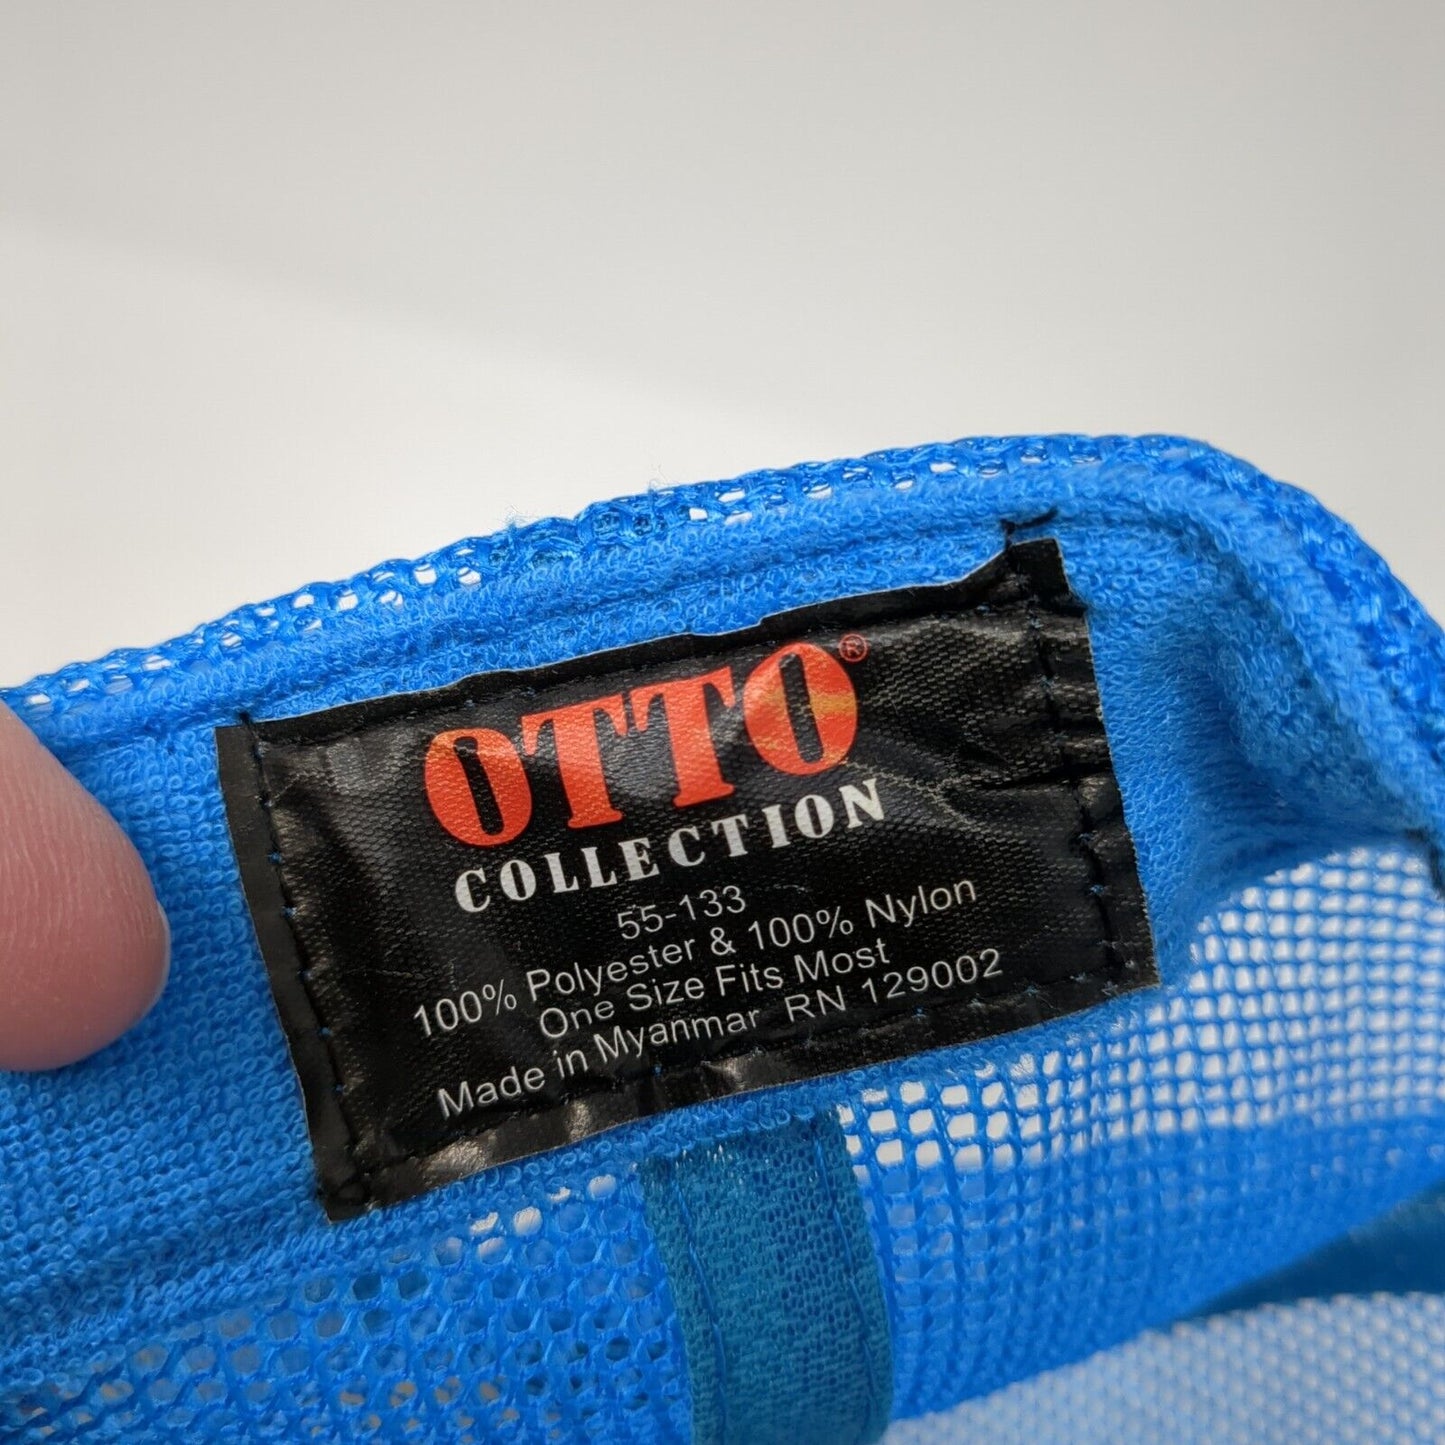 OTTO®
COLLECTION
55-133
100% Polyester & 100% Nylon
One Size Fits Most
Made in Myanmar RN 129002